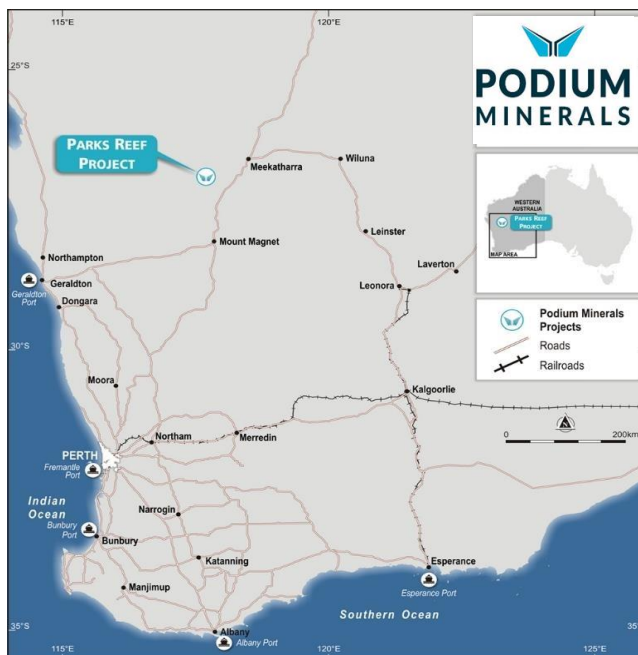 115°E
120°E
25°S
PODIUM
MINERALS
PARKS REEF
PROJECT
Meekatharra
Wiluna
WESTERN
AUSTRALIA
PARKS REEF
PROJECT
MAP AREA
Leinster
Mount Magnet
Laverton
Northampton
Leonora
Geraldton
Geraldton
Port
Dongara
Podium Minerals
Projects
Roads
Railroads
30°S
Moora
Kalgoorlie
0
200km
Northam
Merredin
PERTH
Fremantle
Port
Indian
Ocean
Narrogin
Bunbury
Port
Bunbury
Katanning
Esperance
Manjimup
Esperance Port
Southern Ocean
35°S
Albany
Albany Port
115°E
120°E